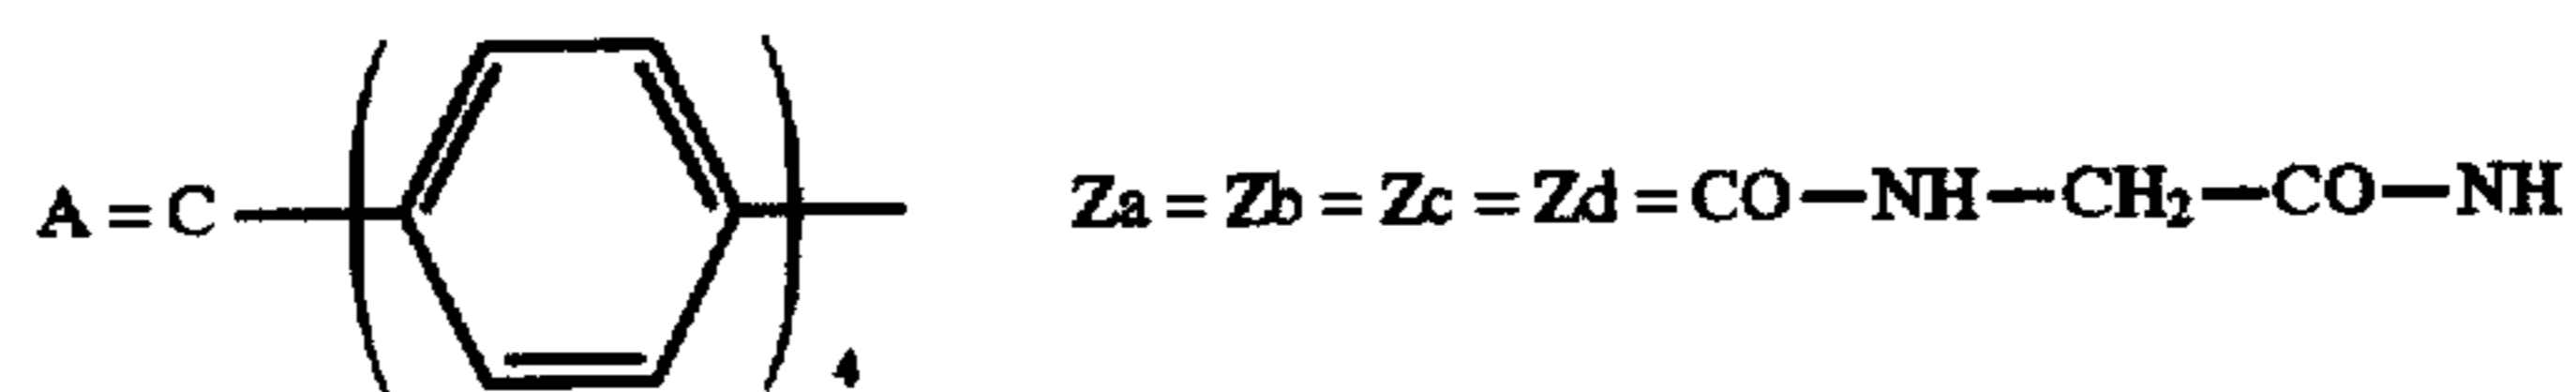 A = C 4 Za = Zb = Zc = Zd = CO—NH—CH₂—CO—NH